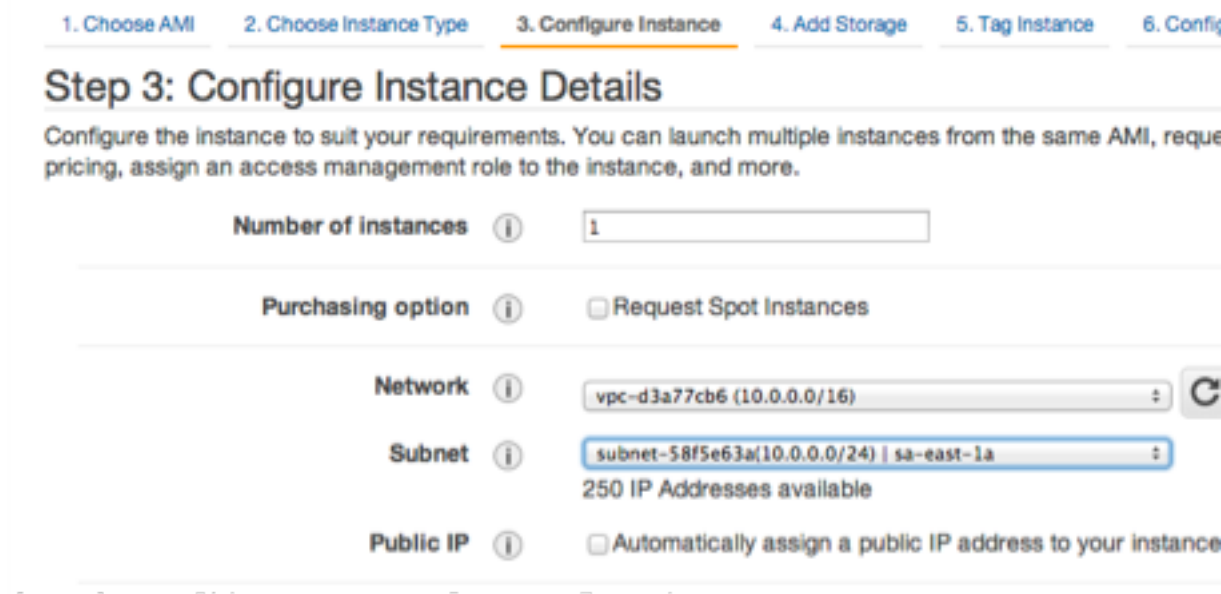 1. Choose AMI 2. Choose Instance Type 3. Configure Instance 4. Add Storage 5. Tag Instance 6. Config
Step 3: Configure Instance Details
Configure the instance to suit your requirements. You can launch multiple instances from the same AMI, reque
pricing, assign an access management role to the instance, and more.
Number of instances 1
Purchasing option Request Spot Instances
Network vpc-d3a77cb6 (10.0.0.0/16)
Subnet subnet-58f5e63a(10.0.0.0/24) | sa-east-1a
250 IP Addresses available
Public IP Automatically assign a public IP address to your instance